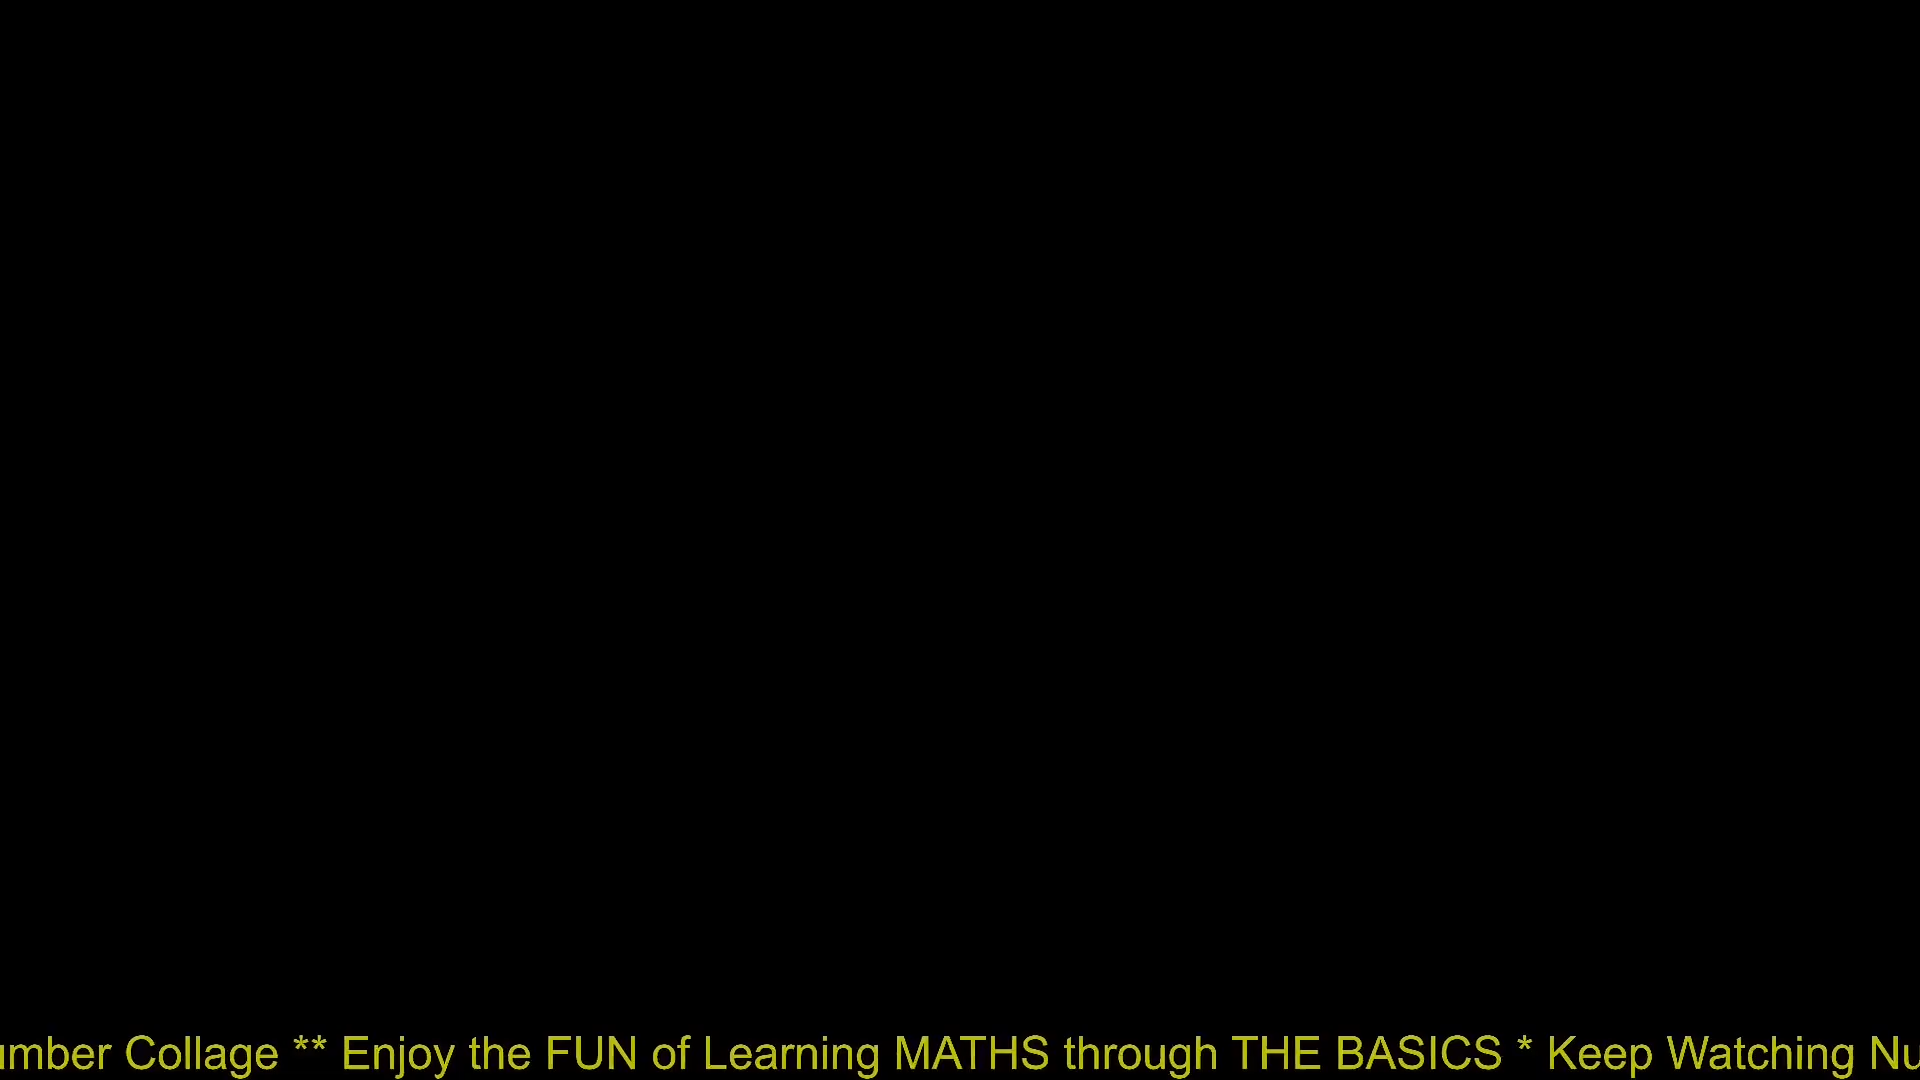 umber Collage ** Enjoy the FUN of Learning MATHS through THE BASICS * Keep Watching Nu